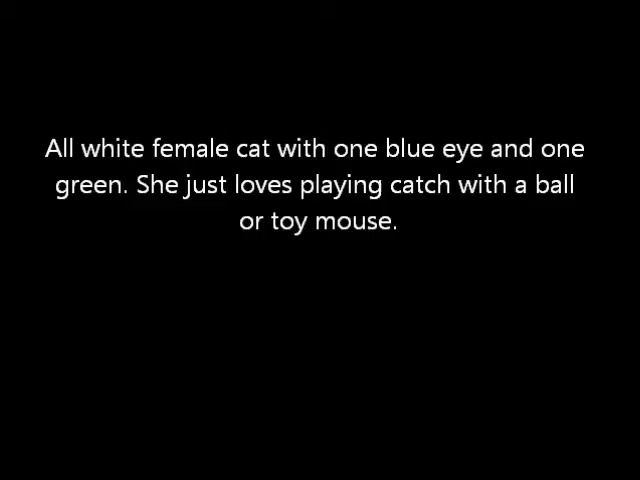 All white female cat with one blue eye and one
green. She just loves playing catch with a ball
or toy mouse.